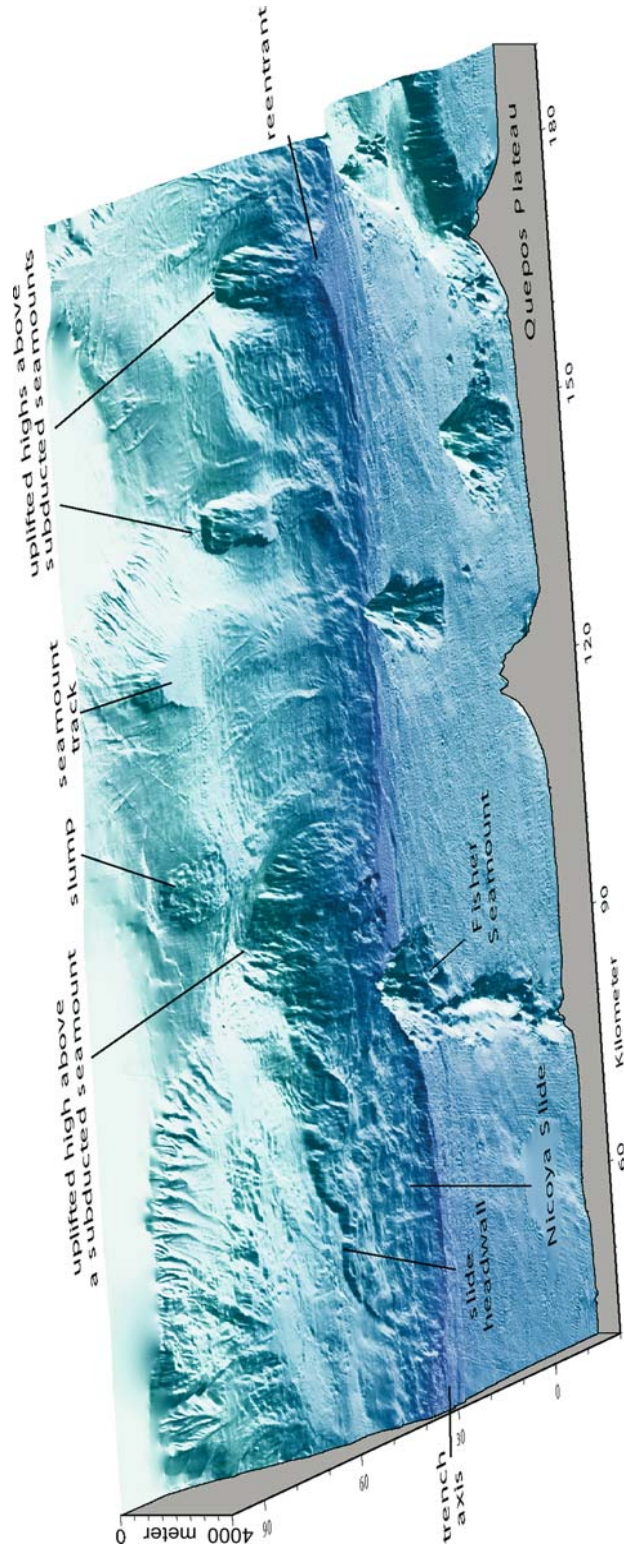 uplifted high above
a subducted seamount
slump
seamount
track
uplifted highs above
subducted seamounts
reentrant
0
4000
meter
90
60
30
0
trench
axis
slide
headwall
Nicoya Slide
Fisher
Seamount
Quepos Plateau
60
90
120
150
180
Kilometer